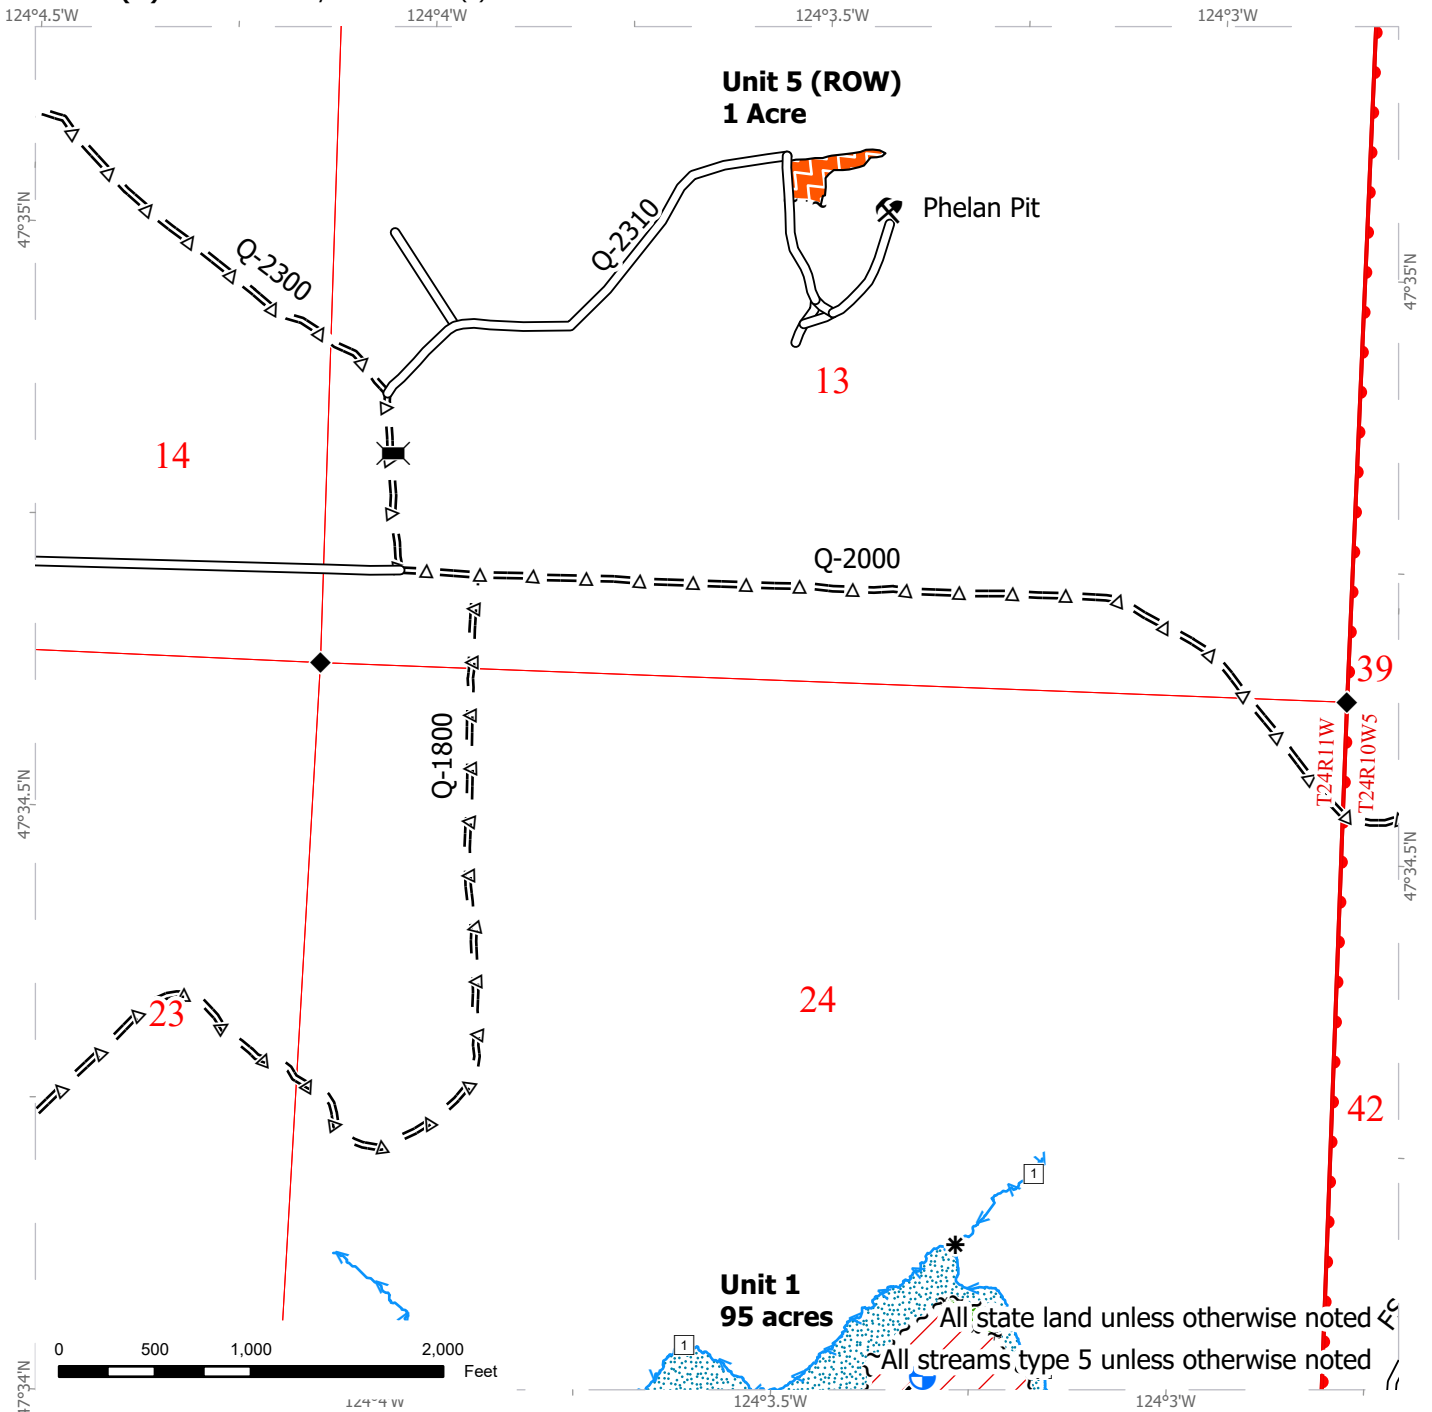 124°4.5'W
124°4'W
124°3.5'W
124°3'W
Unit 5 (ROW)
1 Acre
Phelan Pit
Q-2310
Q-2300
47°35'N
47°35'N
13
14
Q-2000
39
T24R11W
T24R10W5
Q-1800
47°34.5'N
47°34.5'N
24
23
42
1
Unit 1
95 acres
All state land unless otherwise noted
1
All streams type 5 unless otherwise noted
0 500 1,000 2,000
Feet
47°34'N
124°4'W
124°3.5'W
124°3'W